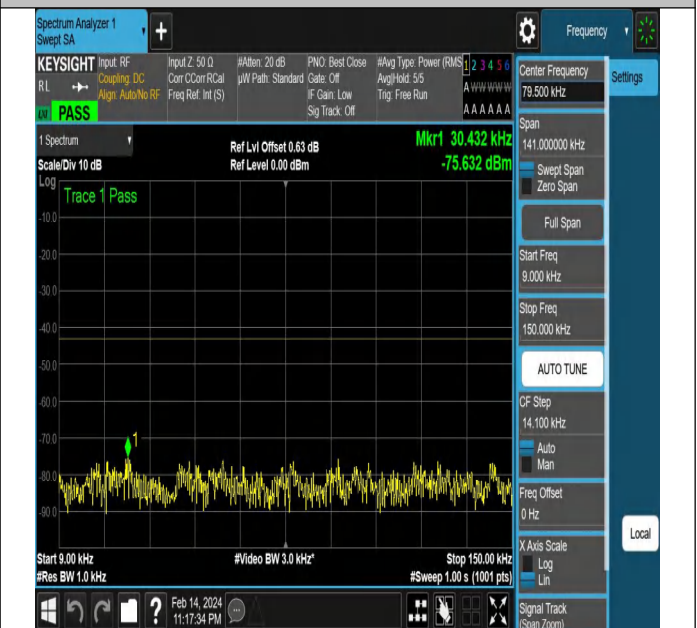 Spectrum Analyzer 1
Swept SA
Frequency
KEYSIGHT
RL
Input: RF
Coupling: DC
Align: Auto/No RF
Input Z: 50 Ω
Corr CCorr RCal
Freq Ref: Int (S)
#Atten: 20 dB
µW Path: Standard
PNO: Best Close
Gate: Off
IF Gain: Low
Sig Track: Off
#Avg Type: Power (RMS
Avg|Hold: 5/5
Trig: Free Run
1 2 3 4 5 6
A W W W W W
A A A A A A
PASS
1 Spectrum
Scale/Div 10 dB
Log
Ref Lvl Offset 0.63 dB
Ref Level 0.00 dBm
Mkr1 30.432 kHz
-75.632 dBm
Trace 1 Pass
-10.0
-20.0
-30.0
-40.0
-50.0
-60.0
-70.0
-80.0
-90.0
1
Start 9.00 kHz
#Res BW 1.0 kHz
#Video BW 3.0 kHz*
Stop 150.00 kHz
#Sweep 1.00 s (1001 pts)
Feb 14, 2024
11:17:34 PM
Center Frequency
79.500 kHz
Settings
Span
141.000000 kHz
Swept Span
Zero Span
Full Span
Start Freq
9.000 kHz
Stop Freq
150.000 kHz
AUTO TUNE
CF Step
14.100 kHz
Auto
Man
Freq Offset
0 Hz
Local
X Axis Scale
Log
Lin
Signal Track
(Span Zoom)